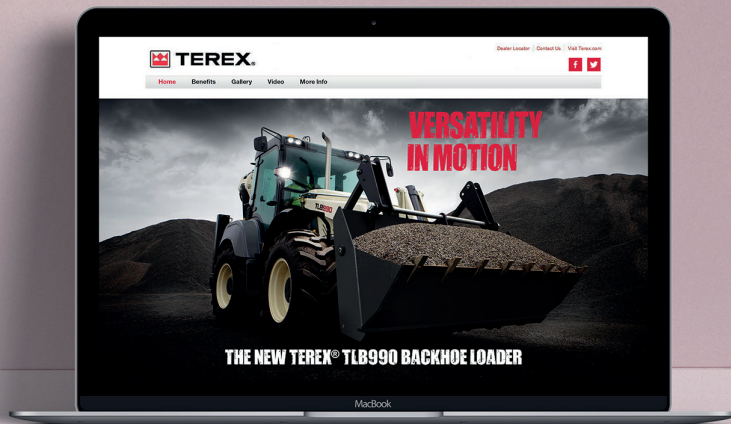 TEREX®
Dealer Locator | Contact Us | Visit Terex.com
Home Benefits Gallery Video More Info
VERSATILITY
IN MOTION
TLB990
THE NEW TEREX® TLB990 BACKHOE LOADER
MacBook